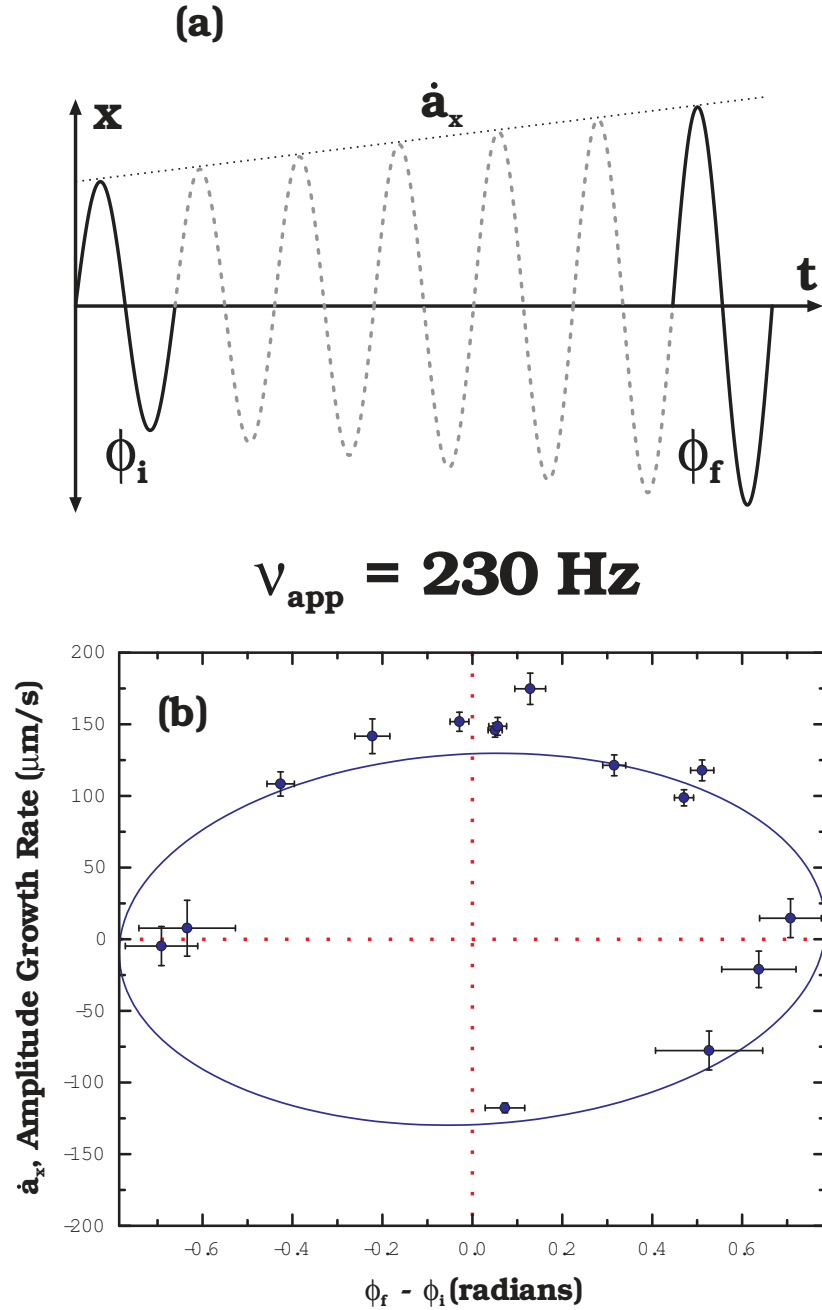 (a)
x
ȧx
t
ϕi
ϕf
νapp = 230 Hz
(b)
200
150
100
50
0
-50
-100
-150
-200
ȧx, Amplitude Growth Rate (μm/s)
-0.6 -0.4 -0.2 0.0 0.2 0.4 0.6
ϕf - ϕi (radians)